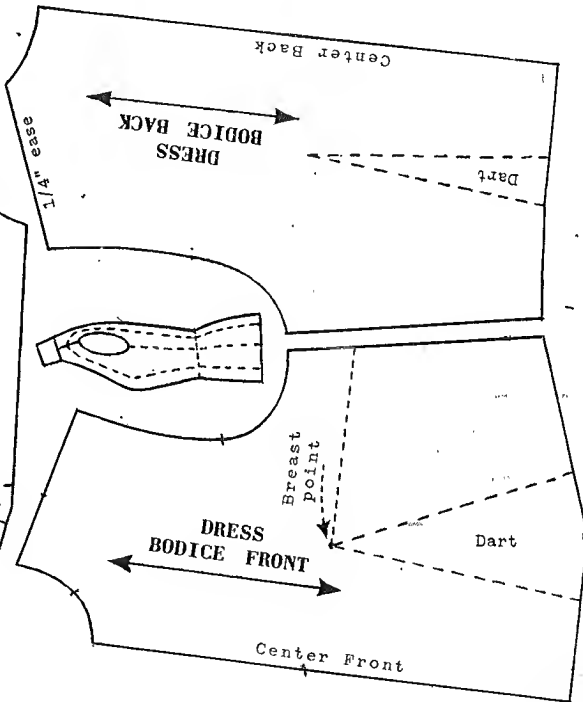 Center Back
DRESS
BODICE BACK
1/4" ease
Dart
Breast
point
DRESS
BODICE FRONT
Dart
Center Front